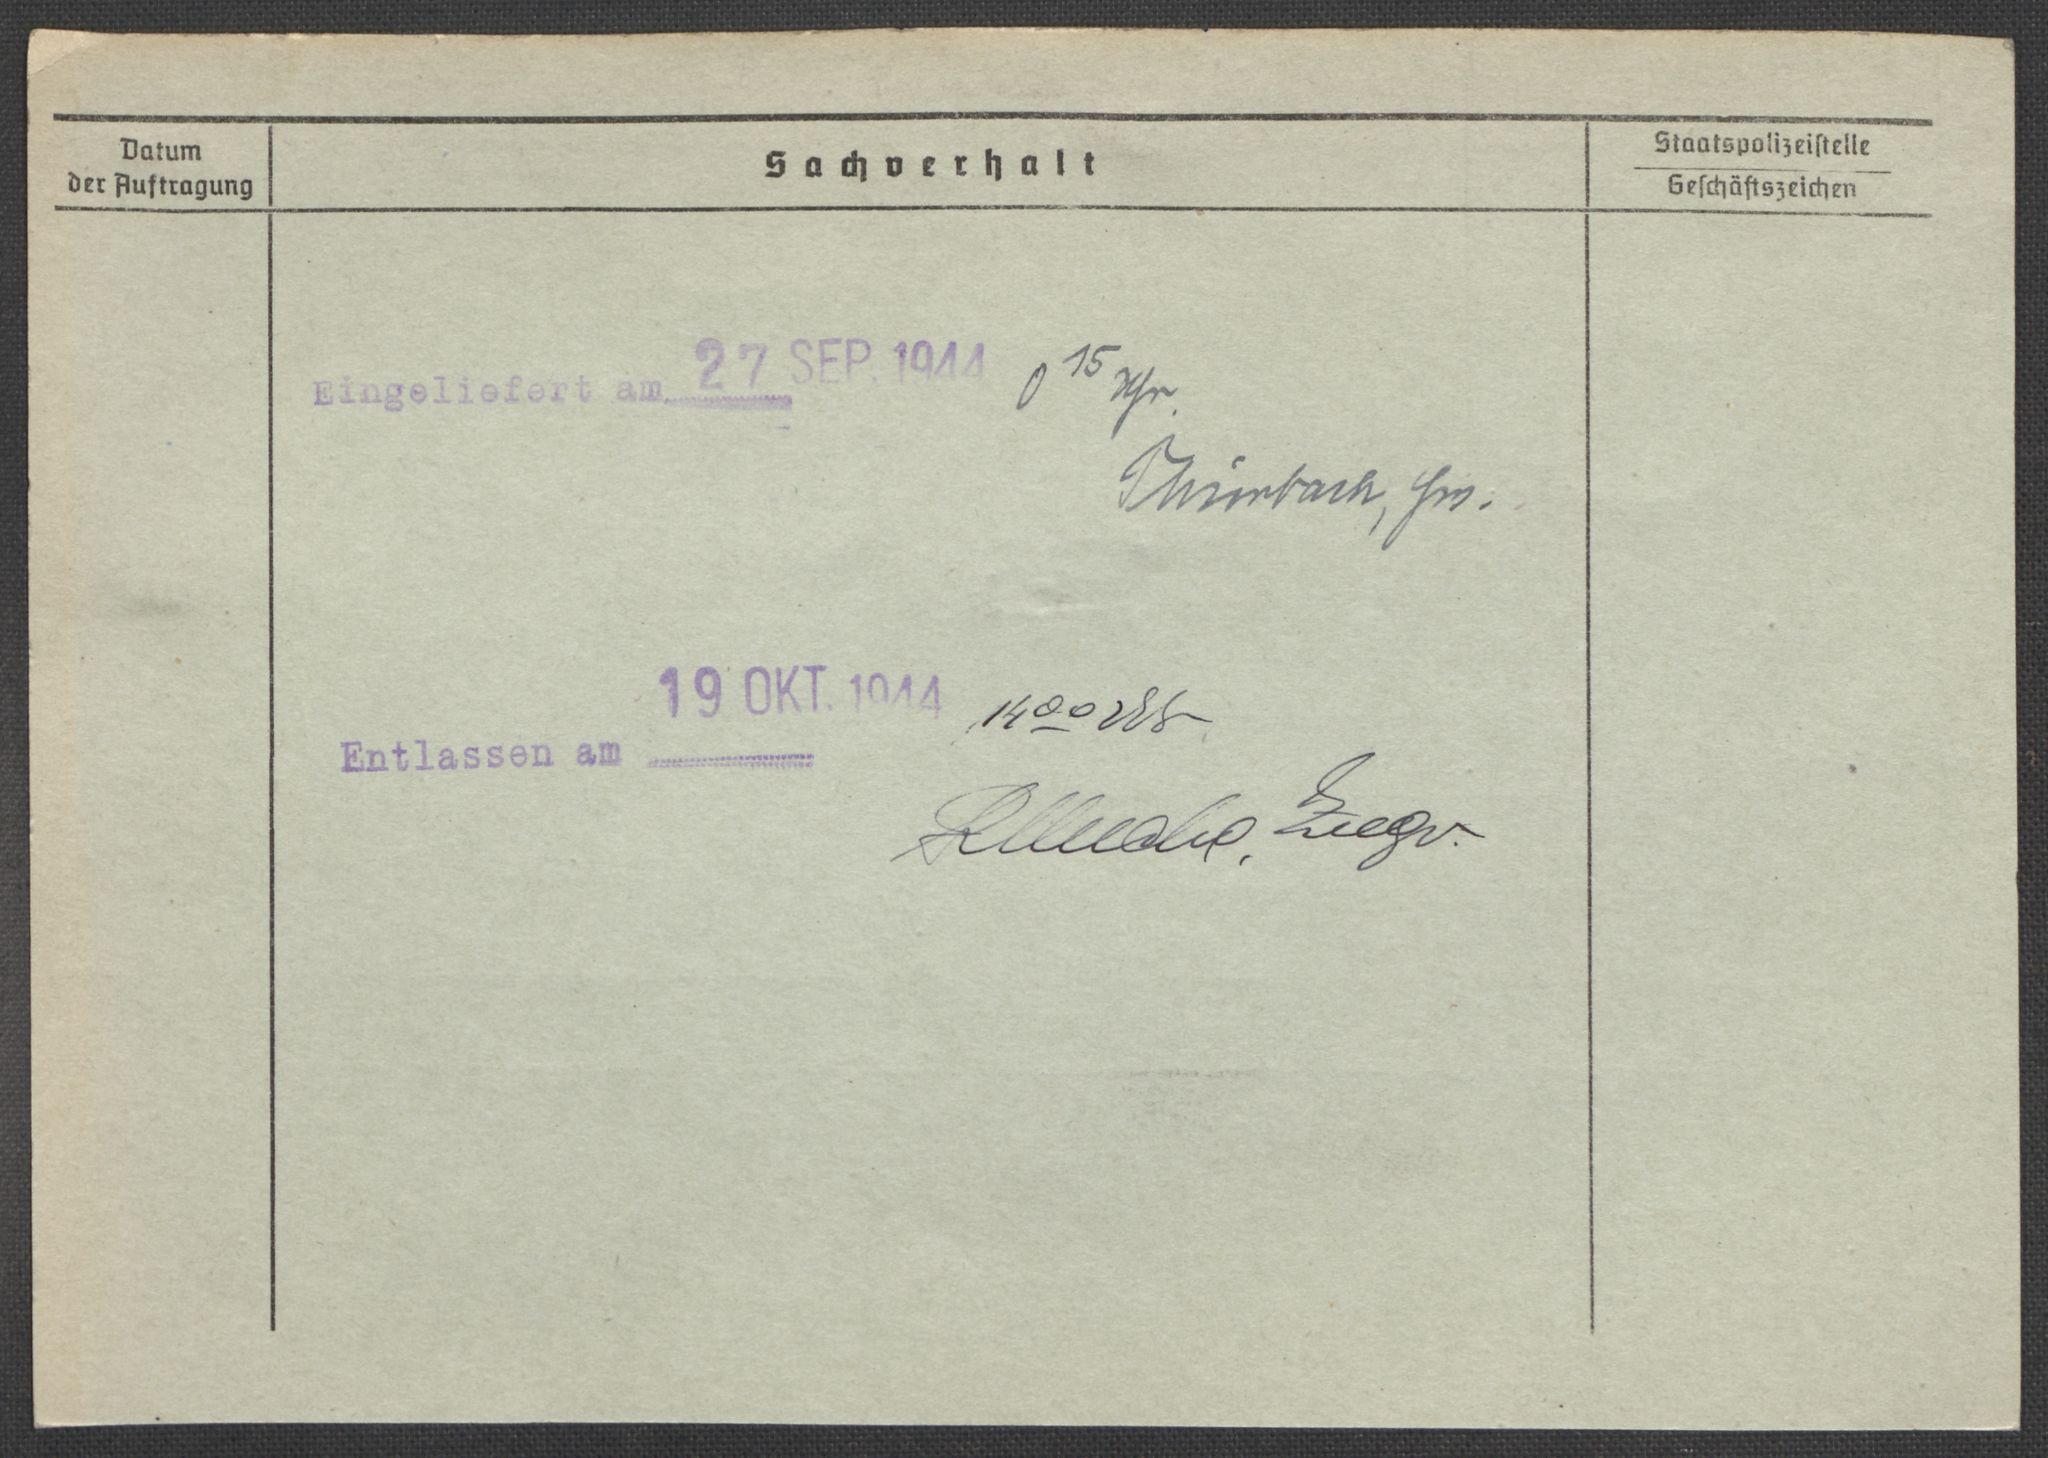 Datum
der Auftragung
Sachverhalt
Staatspolizeistelle
Geschäftszeichen
Eingeliefert am 27 SEP. 1944 0 15 Uhr.
Entlassen am 19 OKT. 1944 14 00 Uhr